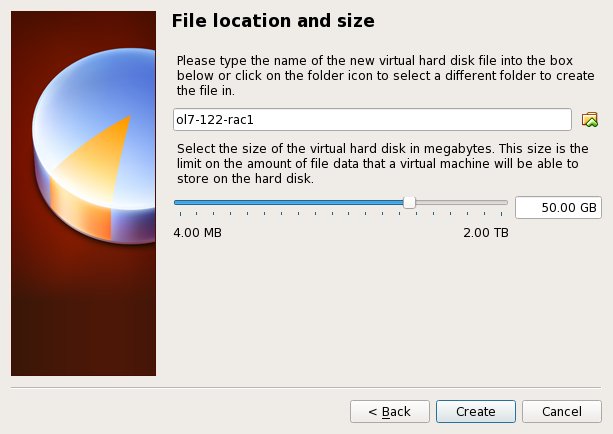 File location and size
Please type the name of the new virtual hard disk file into the box
below or click on the folder icon to select a different folder to create
the file in.
ol7-122-rac1
Select the size of the virtual hard disk in megabytes. This size is the
limit on the amount of file data that a virtual machine will be able to
store on the hard disk.
50.00 GB
4.00 MB 2.00 TB
< Back Create Cancel